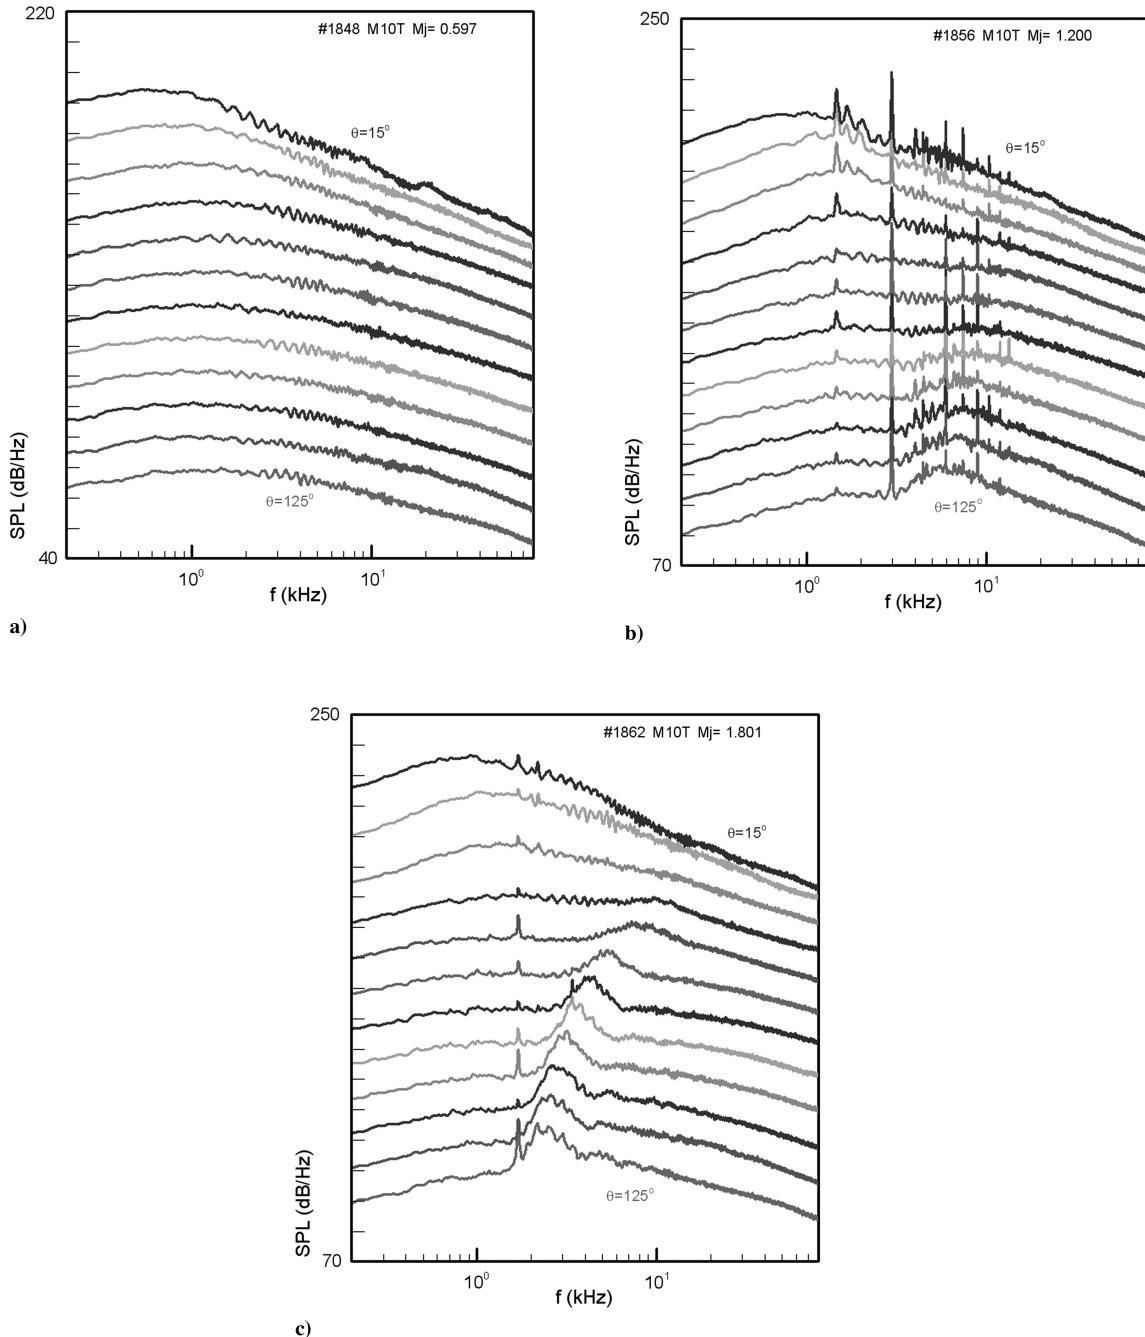 220
#1848 M10T Mj= 0.597
θ=15°
SPL (dB/Hz)
θ=125°
40
10⁰ 10¹
f (kHz)
a)
250
#1856 M10T Mj= 1.200
θ=15°
SPL (dB/Hz)
θ=125°
70
10⁰ 10¹
f (kHz)
b)
250
#1862 M10T Mj= 1.801
θ=15°
SPL (dB/Hz)
θ=125°
70
10⁰ 10¹
f (kHz)
c)